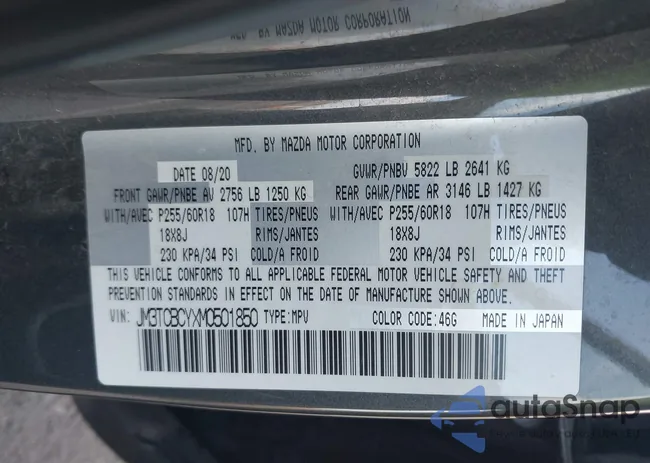 MFD. BY MAZDA MOTOR CORPORATION
MFD. BY MAZDA MOTOR CORPORATION
DATE 08/20 GVWR/PNBV 5822 LB 2641 KG
FRONT GAWR/PNBE AV 2756 LB 1250 KG REAR GAWR/PNBE AR 3146 LB 1427 KG
WITH/AVEC P255/60R18 107H TIRES/PNEUS WITH/AVEC P255/60R18 107H TIRES/PNEUS
18X8J RIMS/JANTES 18X8J RIMS/JANTES
230 KPA/34 PSI COLD/A FROID 230 KPA/34 PSI COLD/A FROID
THIS VEHICLE CONFORMS TO ALL APPLICABLE FEDERAL MOTOR VEHICLE SAFETY AND THEFT
PREVENTION STANDARDS IN EFFECT ON THE DATE OF MANUFACTURE SHOWN ABOVE.
VIN: JM3TCBCYXM0501850 TYPE:MPV COLOR CODE:46G MADE IN JAPAN
autoSnap